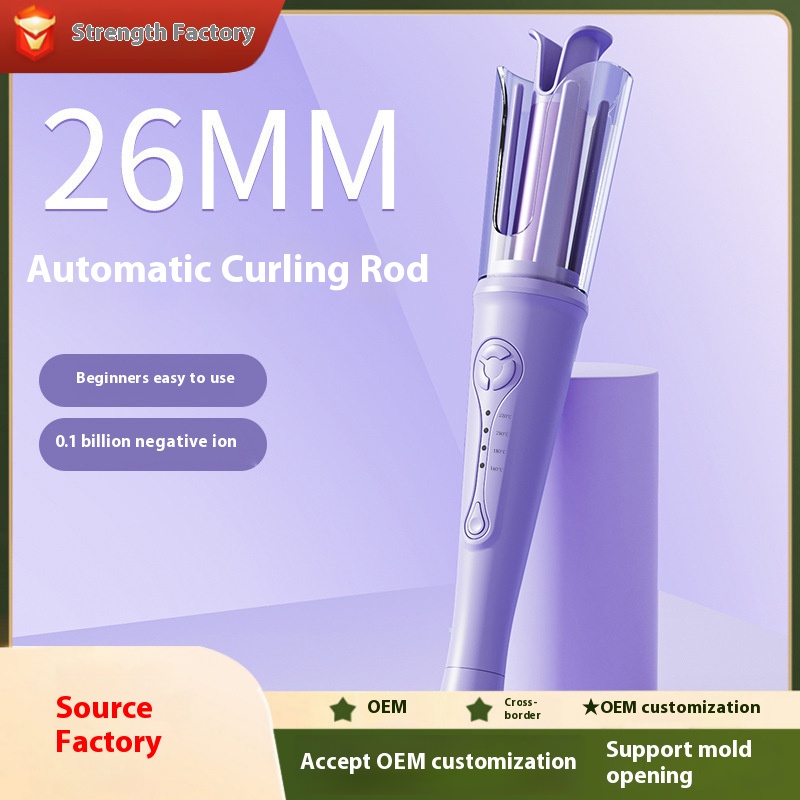 Strength Factory
26MM
Automatic Curling Rod
Beginners easy to use
0.1 billion negative ion
Source
Factory
OEM
Cross-
border
★OEM customization
Accept OEM customization
Support mold
opening